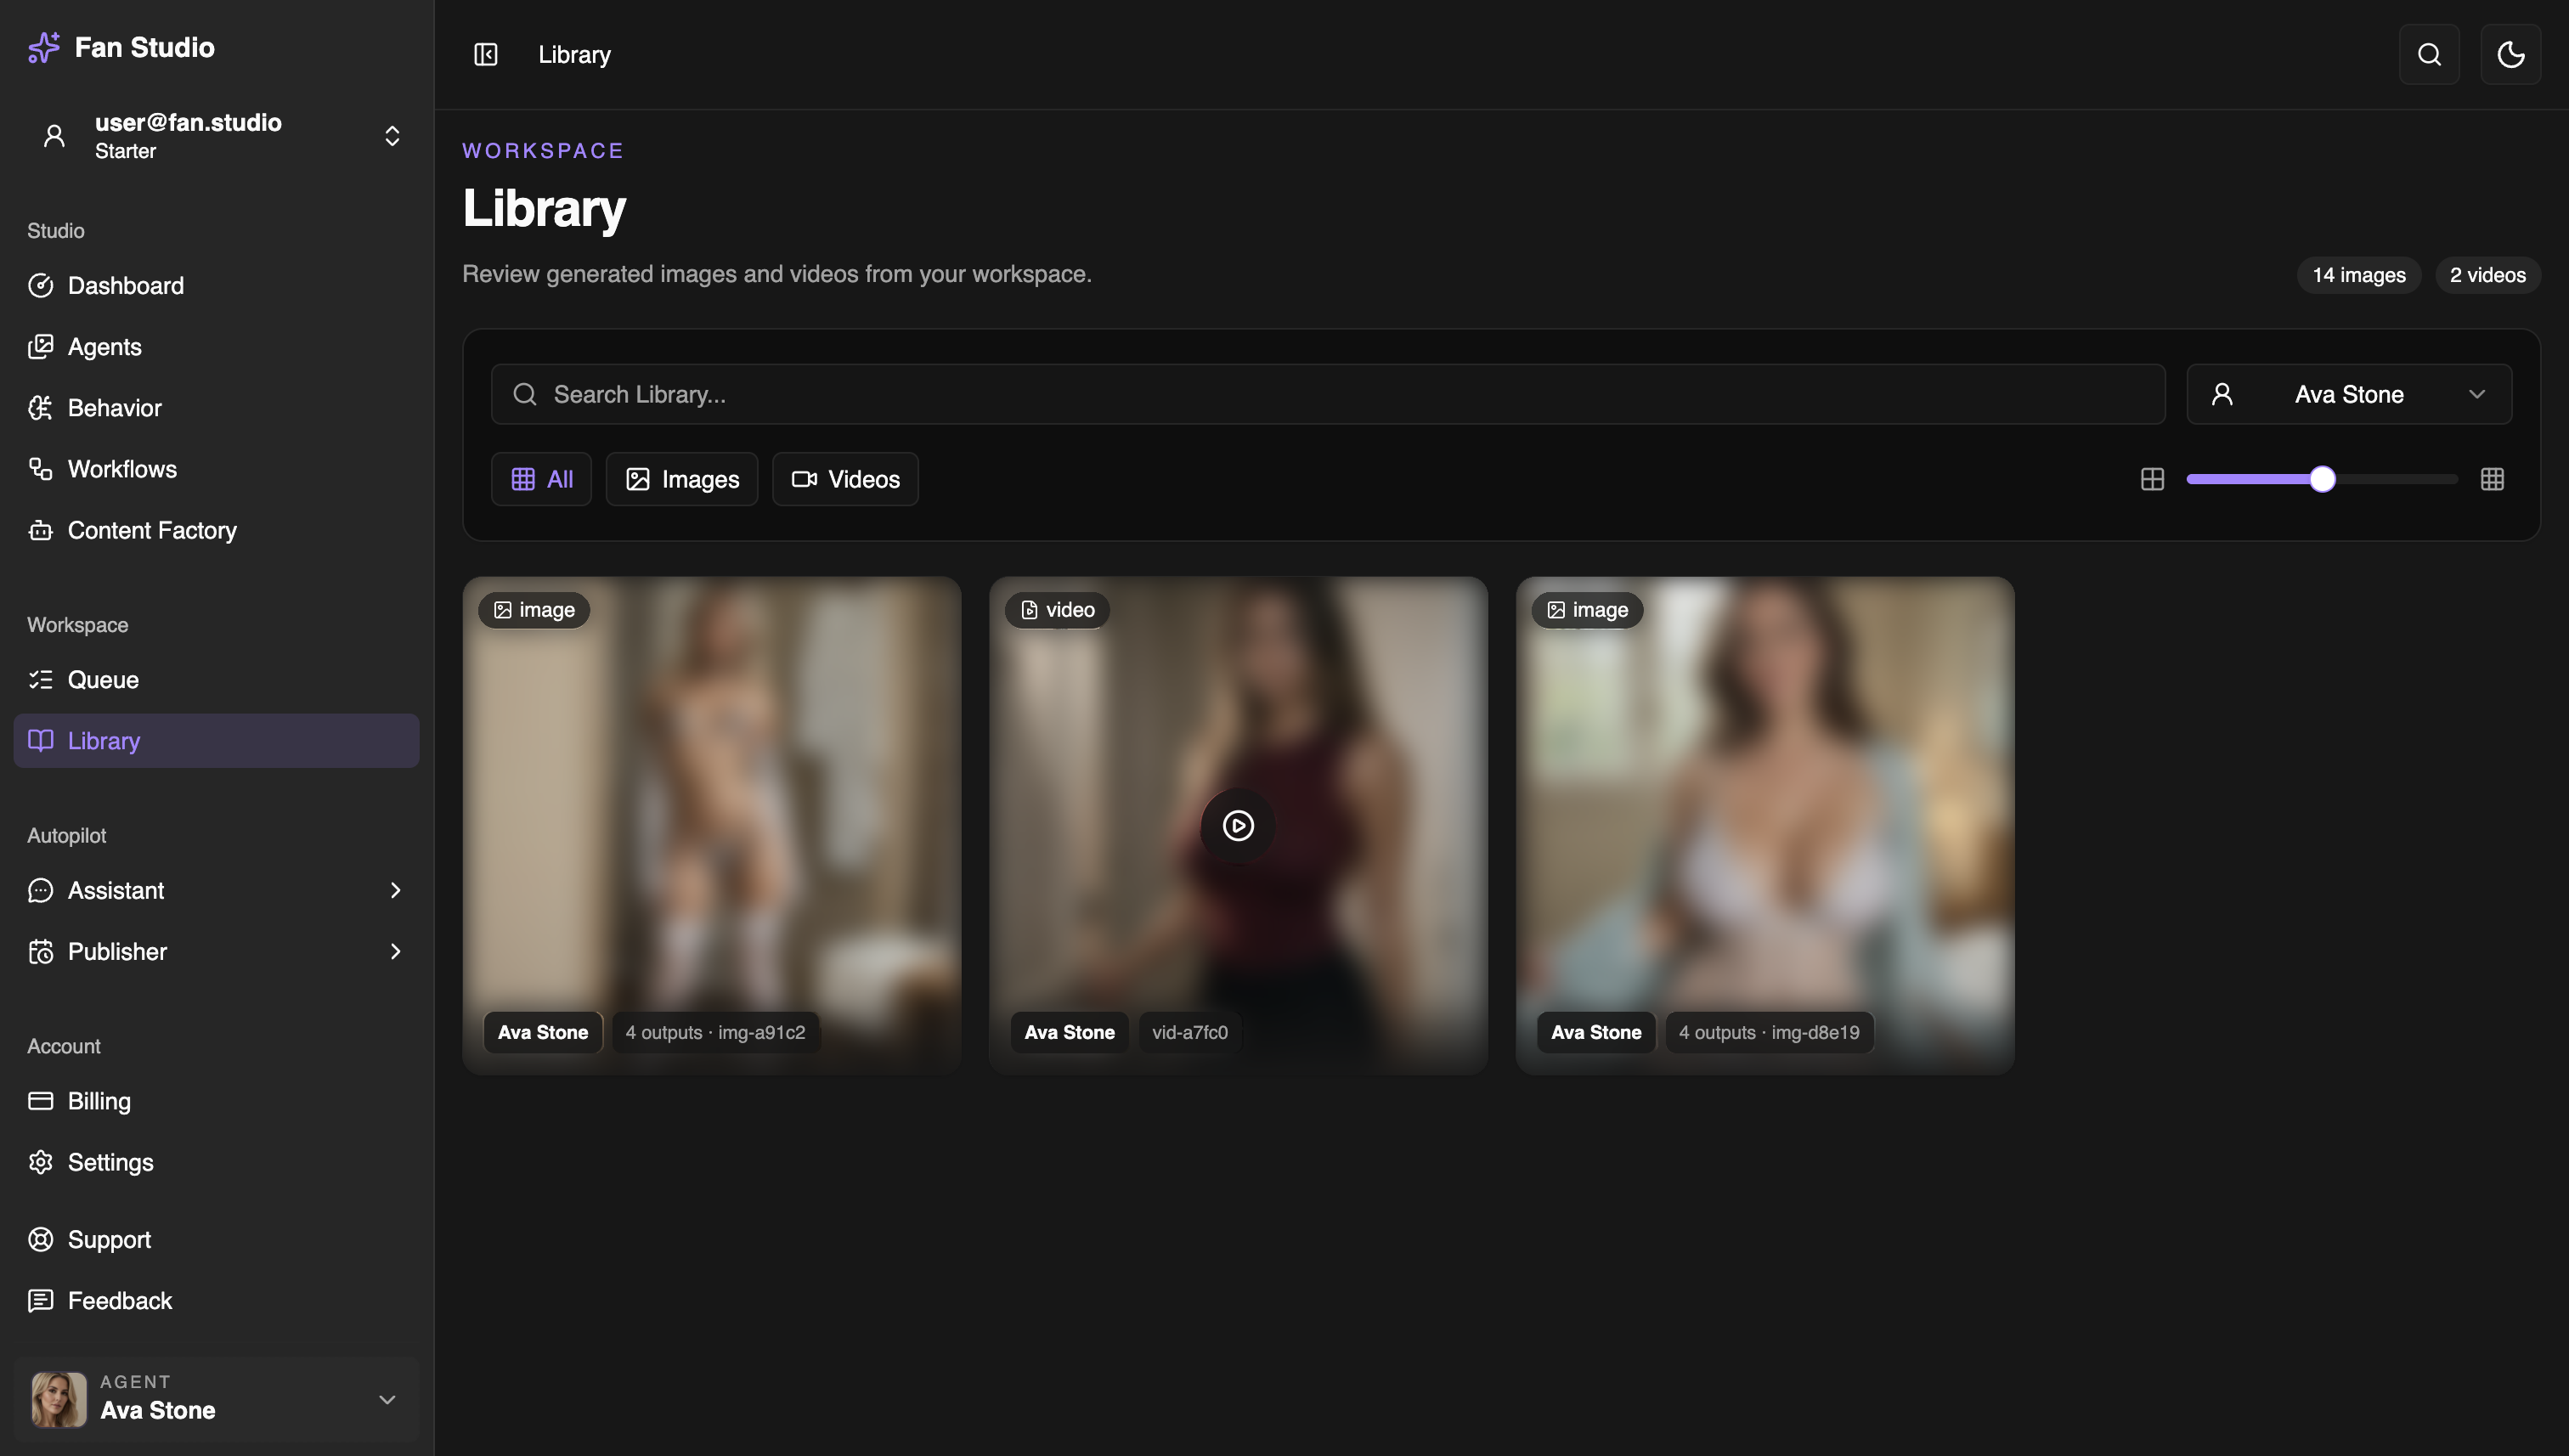 Fan Studio
user@fan.studio
Starter
Studio
Dashboard
Agents
Behavior
Workflows
Content Factory
Workspace
Queue
Library
Autopilot
Assistant
Publisher
Account
Billing
Settings
Support
Feedback
AGENT
Ava Stone
Library
WORKSPACE
Library
Review generated images and videos from your workspace.
14 images
2 videos
Search Library...
Ava Stone
All
Images
Videos
image
Ava Stone
4 outputs · img-a91c2
video
Ava Stone
vid-a7fc0
image
Ava Stone
4 outputs · img-d8e19